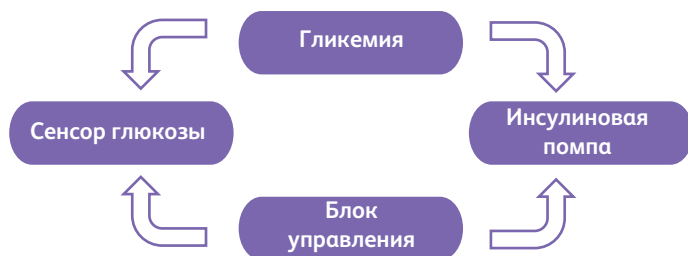 Гликемия
Сенсор глюкозы
Инсулиновая
помпа
Блок
управления